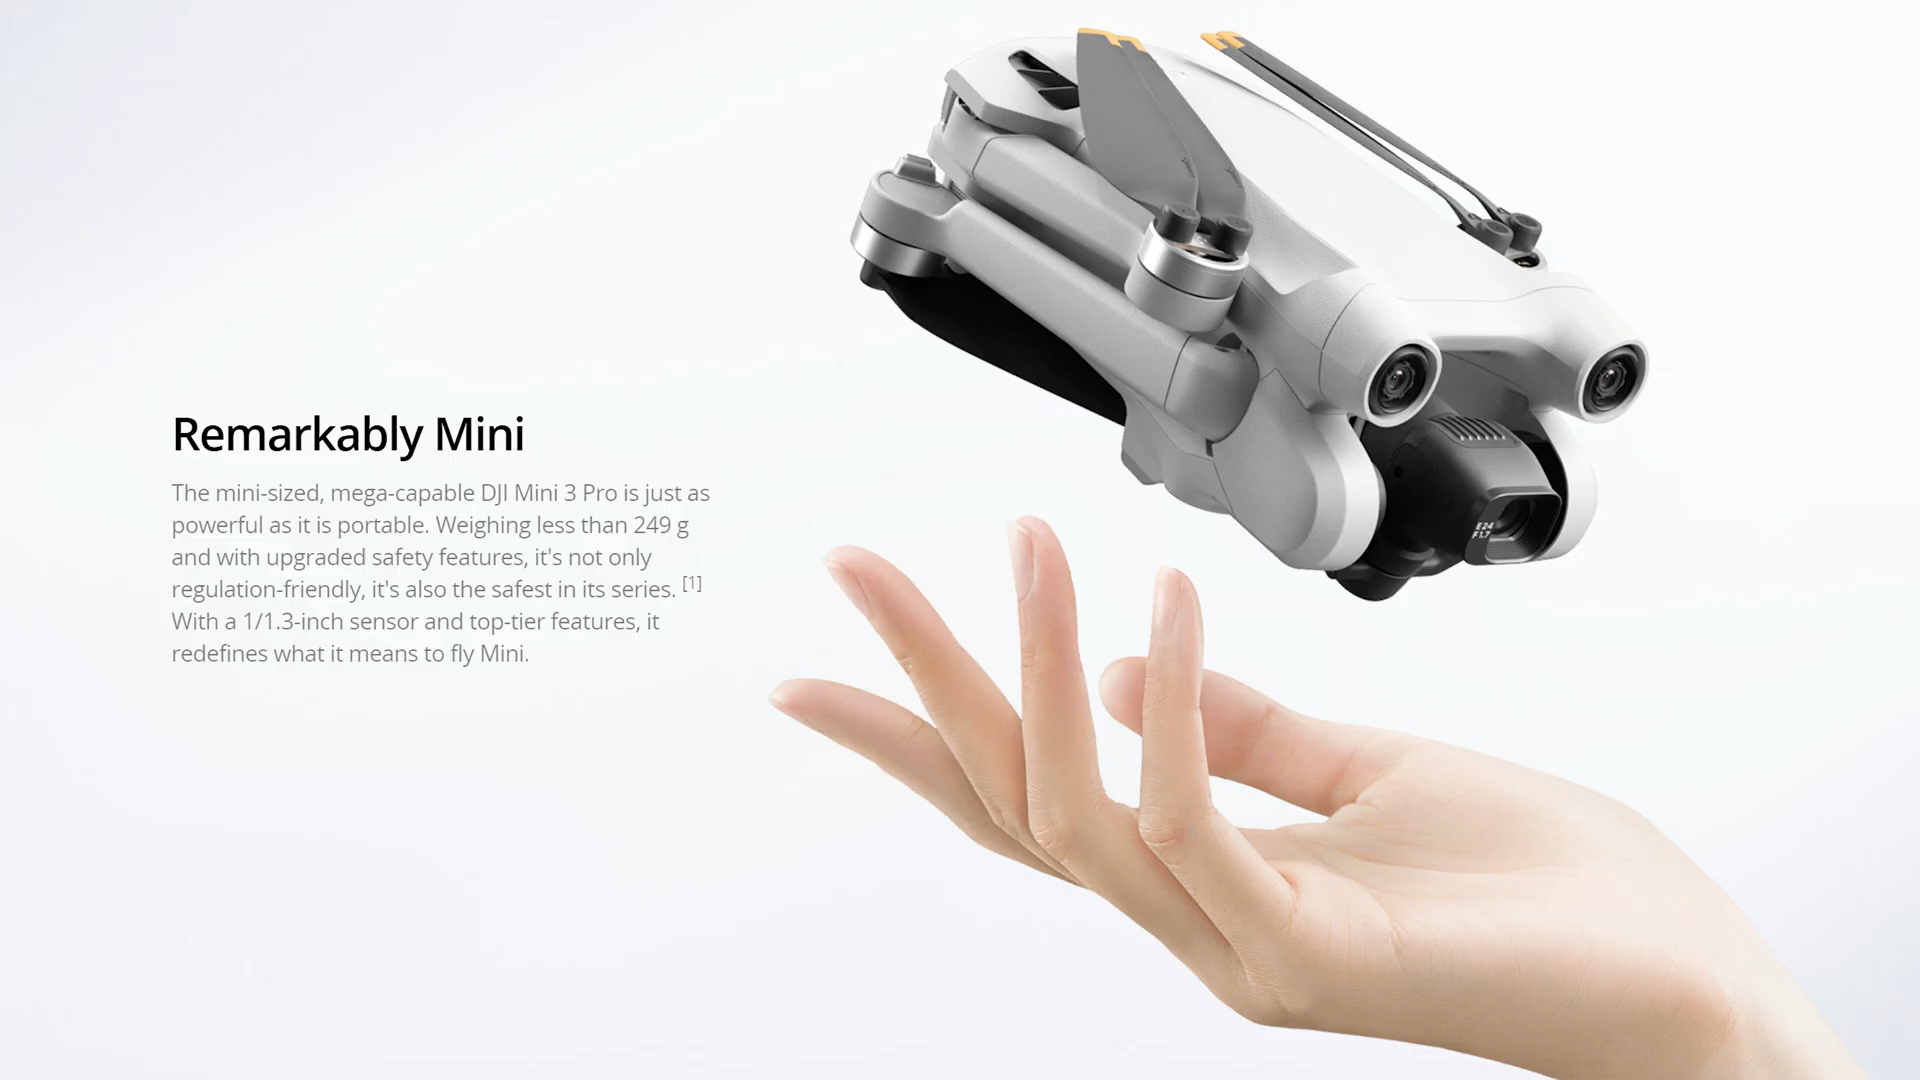 Remarkably Mini
The mini-sized, mega-capable DJI Mini 3 Pro is just as
powerful as it is portable. Weighing less than 249 g
and with upgraded safety features, it's not only
regulation-friendly, it's also the safest in its series. [1]
With a 1/1.3-inch sensor and top-tier features, it
redefines what it means to fly Mini.
E 24
F1.7